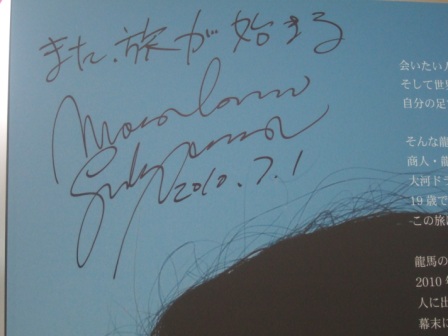 また、旅が始まる
2010.7.1
会いたい人
そして世界
自分の足
そんな龍
商人・龍
大河ドラ
19歳で
この旅
龍馬の
2010年
人に出
幕末に